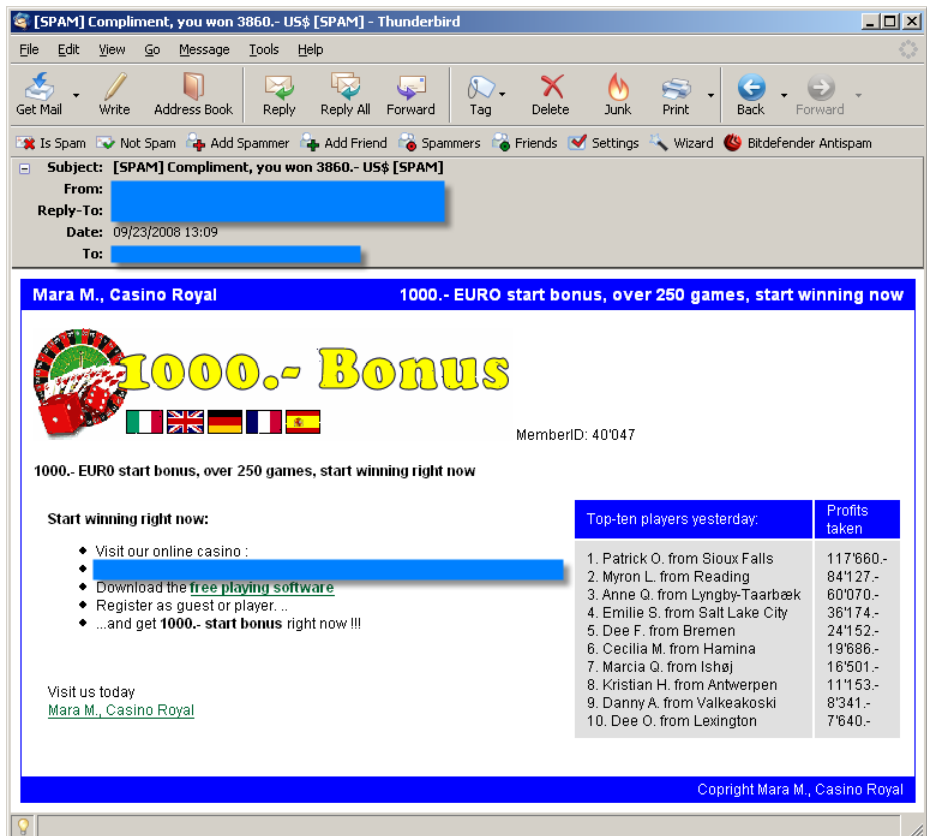 [SPAM] Compliment, you won 3860.- US$ [SPAM] - Thunderbird
File Edit View Go Message Tools Help
Get Mail Write Address Book Reply Reply All Forward Tag Delete Junk Print Back Forward
Is Spam Not Spam Add Spammer Add Friend Spammers Friends Settings Wizard Bitdefender Antispam
Subject: [SPAM] Compliment, you won 3860.- US$ [SPAM]
From:
Reply-To:
Date: 09/23/2008 13:09
To:
Mara M., Casino Royal 1000.- EURO start bonus, over 250 games, start winning now
1000.- Bonus
MemberID: 40'047
1000.- EUR0 start bonus, over 250 games, start winning right now
Start winning right now:
Visit our online casino :
Download the free playing software
Register as guest or player. ..
...and get 1000.- start bonus right now !!!
Visit us today
Mara M., Casino Royal
Top-ten players yesterday: Profits taken
1. Patrick O. from Sioux Falls 117'660.-
2. Myron L. from Reading 84'127.-
3. Anne Q. from Lyngby-Taarbæk 60'070.-
4. Emilie S. from Salt Lake City 36'174.-
5. Dee F. from Bremen 24'152.-
6. Cecilia M. from Hamina 19'686.-
7. Marcia Q. from Ishøj 16'501.-
8. Kristian H. from Antwerpen 11'153.-
9. Danny A. from Valkeakoski 8'341.-
10. Dee O. from Lexington 7'640.-
Copright Mara M., Casino Royal